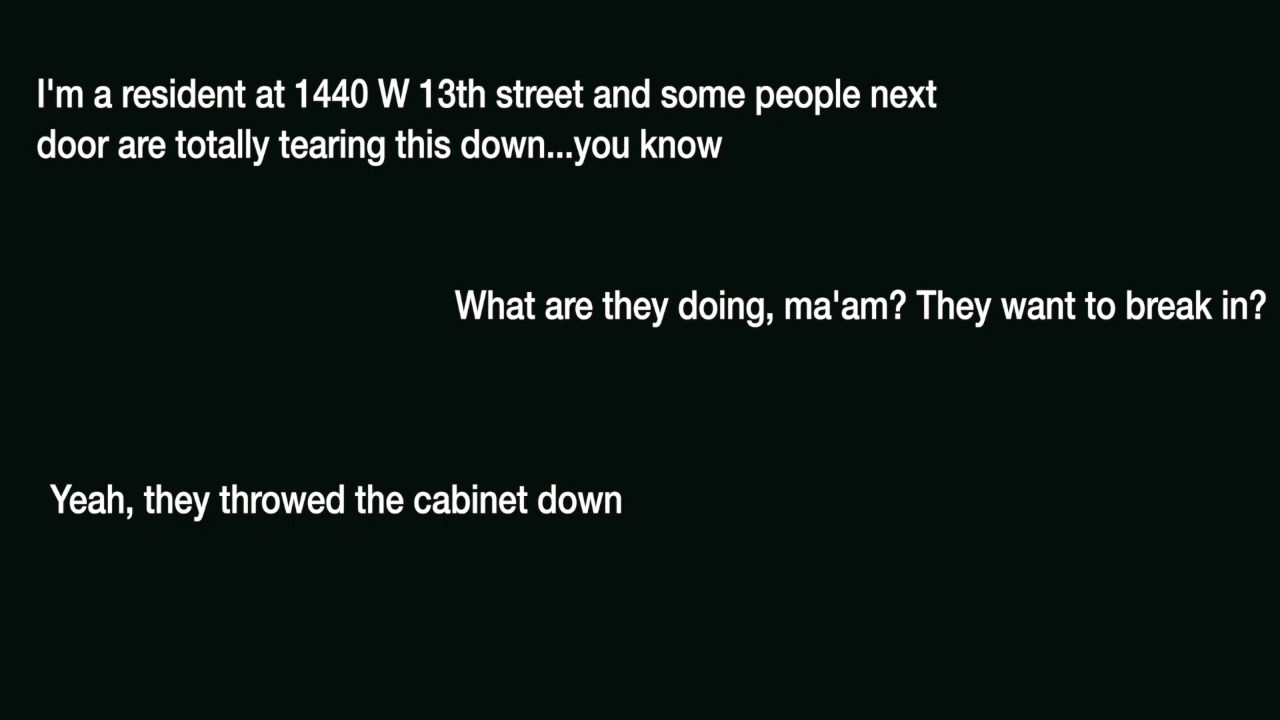 I'm a resident at 1440 W 13th street and some people next
door are totally tearing this down...you know
What are they doing, ma'am? They want to break in?
Yeah, they throwed the cabinet down